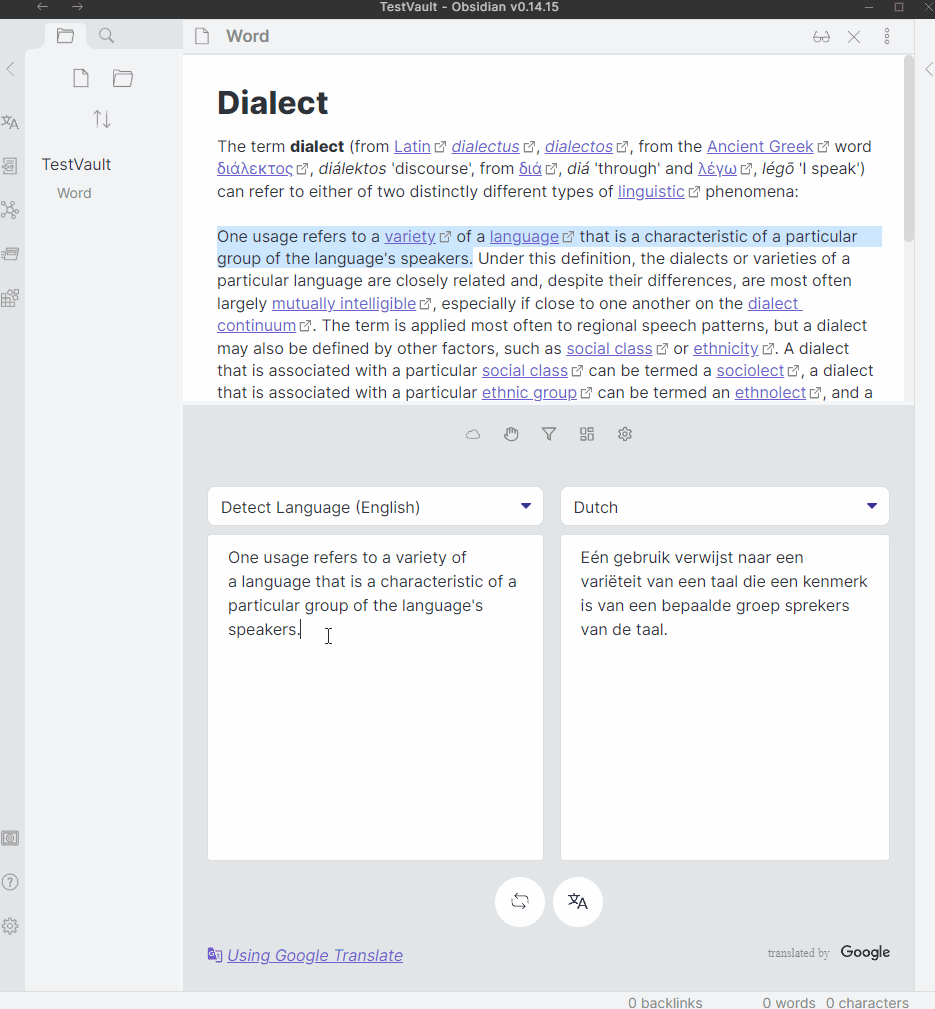 TestVault - Obsidian v0.14.15
Word
TestVault
Word
Dialect
The term dialect (from Latin dialectus, dialectos, from the Ancient Greek word
διάλεκτος, diálektos 'discourse', from διά, diá 'through' and λέγω, légō 'I speak')
can refer to either of two distinctly different types of linguistic phenomena:
One usage refers to a variety of a language that is a characteristic of a particular
group of the language's speakers. Under this definition, the dialects or varieties of a
particular language are closely related and, despite their differences, are most often
largely mutually intelligible, especially if close to one another on the dialect
continuum. The term is applied most often to regional speech patterns, but a dialect
may also be defined by other factors, such as social class or ethnicity. A dialect
that is associated with a particular social class can be termed a sociolect, a dialect
that is associated with a particular ethnic group can be termed an ethnolect, and a
Detect Language (English)
Dutch
One usage refers to a variety of
a language that is a characteristic of a
particular group of the language's
speakers.
Eén gebruik verwijst naar een
variëteit van een taal die een kenmerk
is van een bepaalde groep sprekers
van de taal.
Using Google Translate
translated by Google
0 backlinks
0 words
0 characters